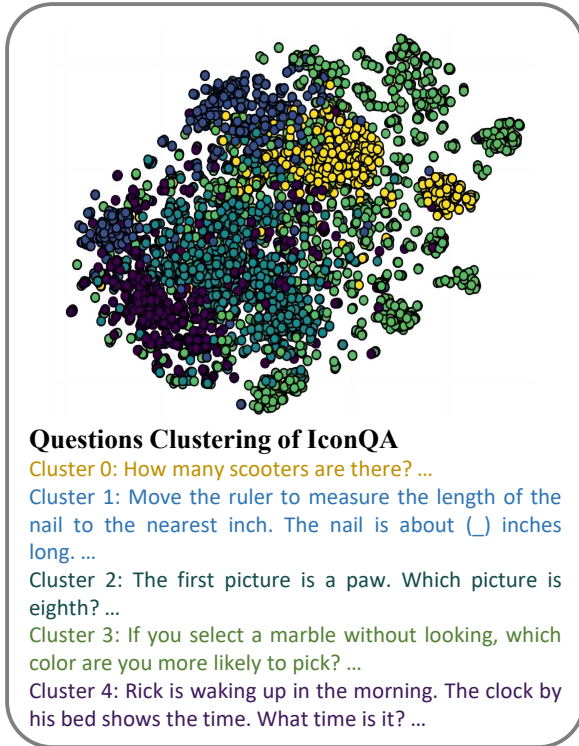 Questions Clustering of IconQA
Cluster 0: How many scooters are there? ...
Cluster 1: Move the ruler to measure the length of the
nail to the nearest inch. The nail is about (_) inches
long. ...
Cluster 2: The first picture is a paw. Which picture is
eighth? ...
Cluster 3: If you select a marble without looking, which
color are you more likely to pick? ...
Cluster 4: Rick is waking up in the morning. The clock by
his bed shows the time. What time is it? ...